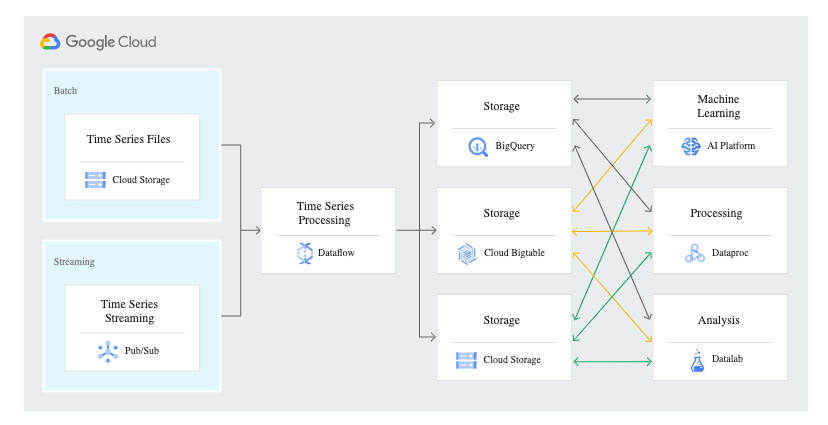 Google Cloud
Batch
Time Series Files
Cloud Storage
Streaming
Time Series
Streaming
Pub/Sub
Time Series
Processing
Dataflow
Storage
BigQuery
Storage
Cloud Bigtable
Storage
Cloud Storage
Machine
Learning
AI Platform
Processing
Dataproc
Analysis
Datalab